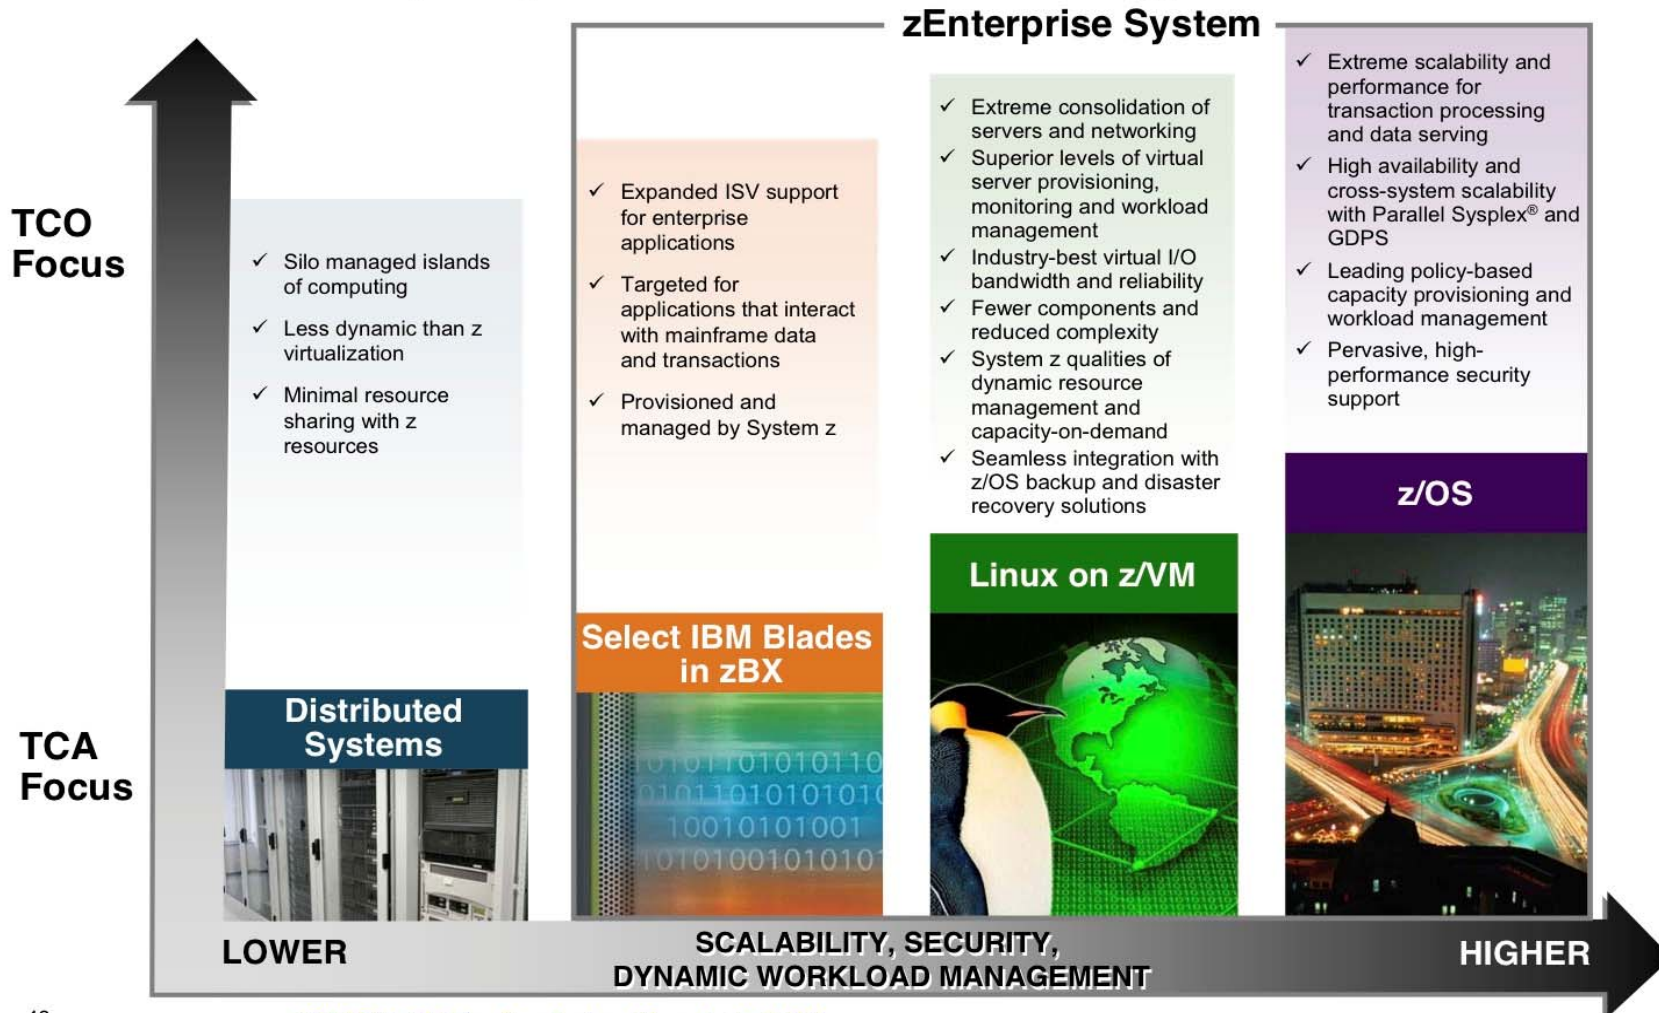 zEnterprise System
TCO
Focus
TCA
Focus
✓ Silo managed islands
of computing
✓ Less dynamic than z
virtualization
✓ Minimal resource
sharing with z
resources
Distributed
Systems
✓ Expanded ISV support
for enterprise
applications
✓ Targeted for
applications that interact
with mainframe data
and transactions
✓ Provisioned and
managed by System z
Select IBM Blades
in zBX
010101010110
10010101001
✓ Extreme consolidation of
servers and networking
✓ Superior levels of virtual
server provisioning,
monitoring and workload
management
✓ Industry-best virtual I/O
bandwidth and reliability
✓ Fewer components and
reduced complexity
✓ System z qualities of
dynamic resource
management and
capacity-on-demand
✓ Seamless integration with
z/OS backup and disaster
recovery solutions
Linux on z/VM
✓ Extreme scalability and
performance for
transaction processing
and data serving
✓ High availability and
cross-system scalability
with Parallel Sysplex® and
GDPS
✓ Leading policy-based
capacity provisioning and
workload management
✓ Pervasive, high-
performance security
support
z/OS
LOWER
SCALABILITY, SECURITY,
DYNAMIC WORKLOAD MANAGEMENT
HIGHER